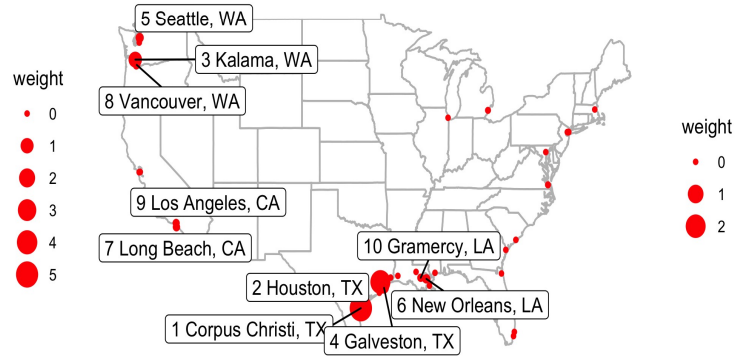 5 Seattle, WA
3 Kalama, WA
8 Vancouver, WA
weight
0
1
2
3
4
5
9 Los Angeles, CA
7 Long Beach, CA
10 Gramercy, LA
2 Houston, TX
6 New Orleans, LA
1 Corpus Christi, TX
4 Galveston, TX
weight
0
1
2